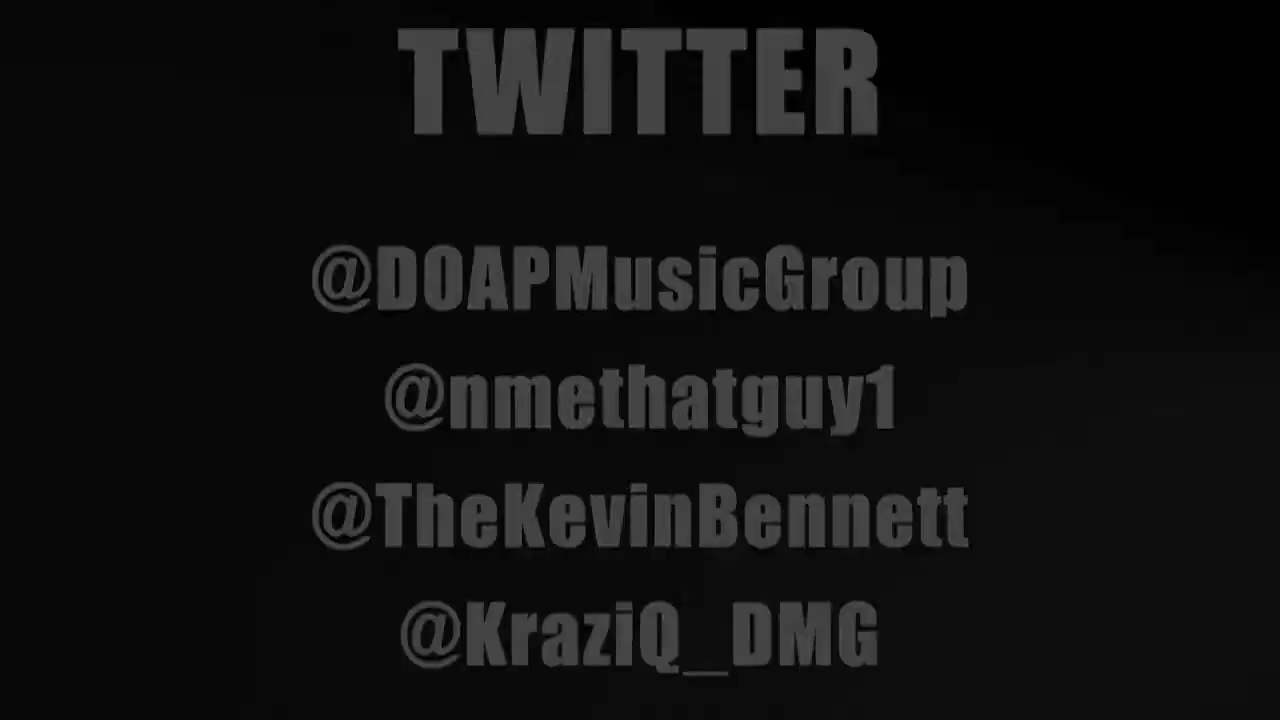 TWITTER
@DOAPMusicGroup
@nmethatguy1
@TheKevinBennett
@KraziQ_DMG